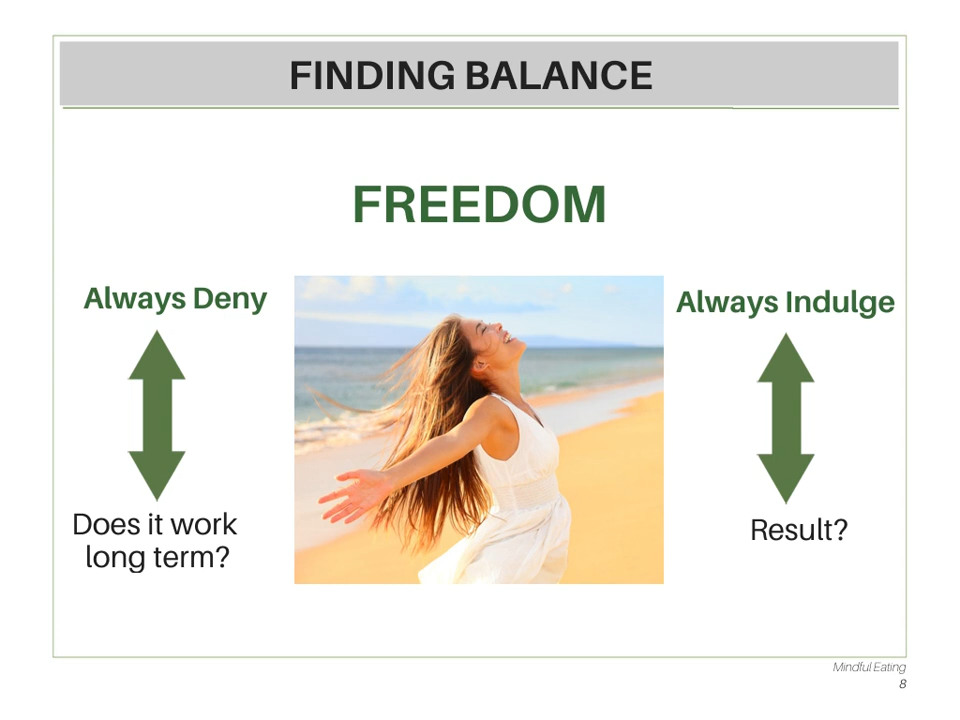 FINDING BALANCE
FREEDOM
Always Deny
Always Indulge
Does it work
long term?
Result?
Mindful Eating
8